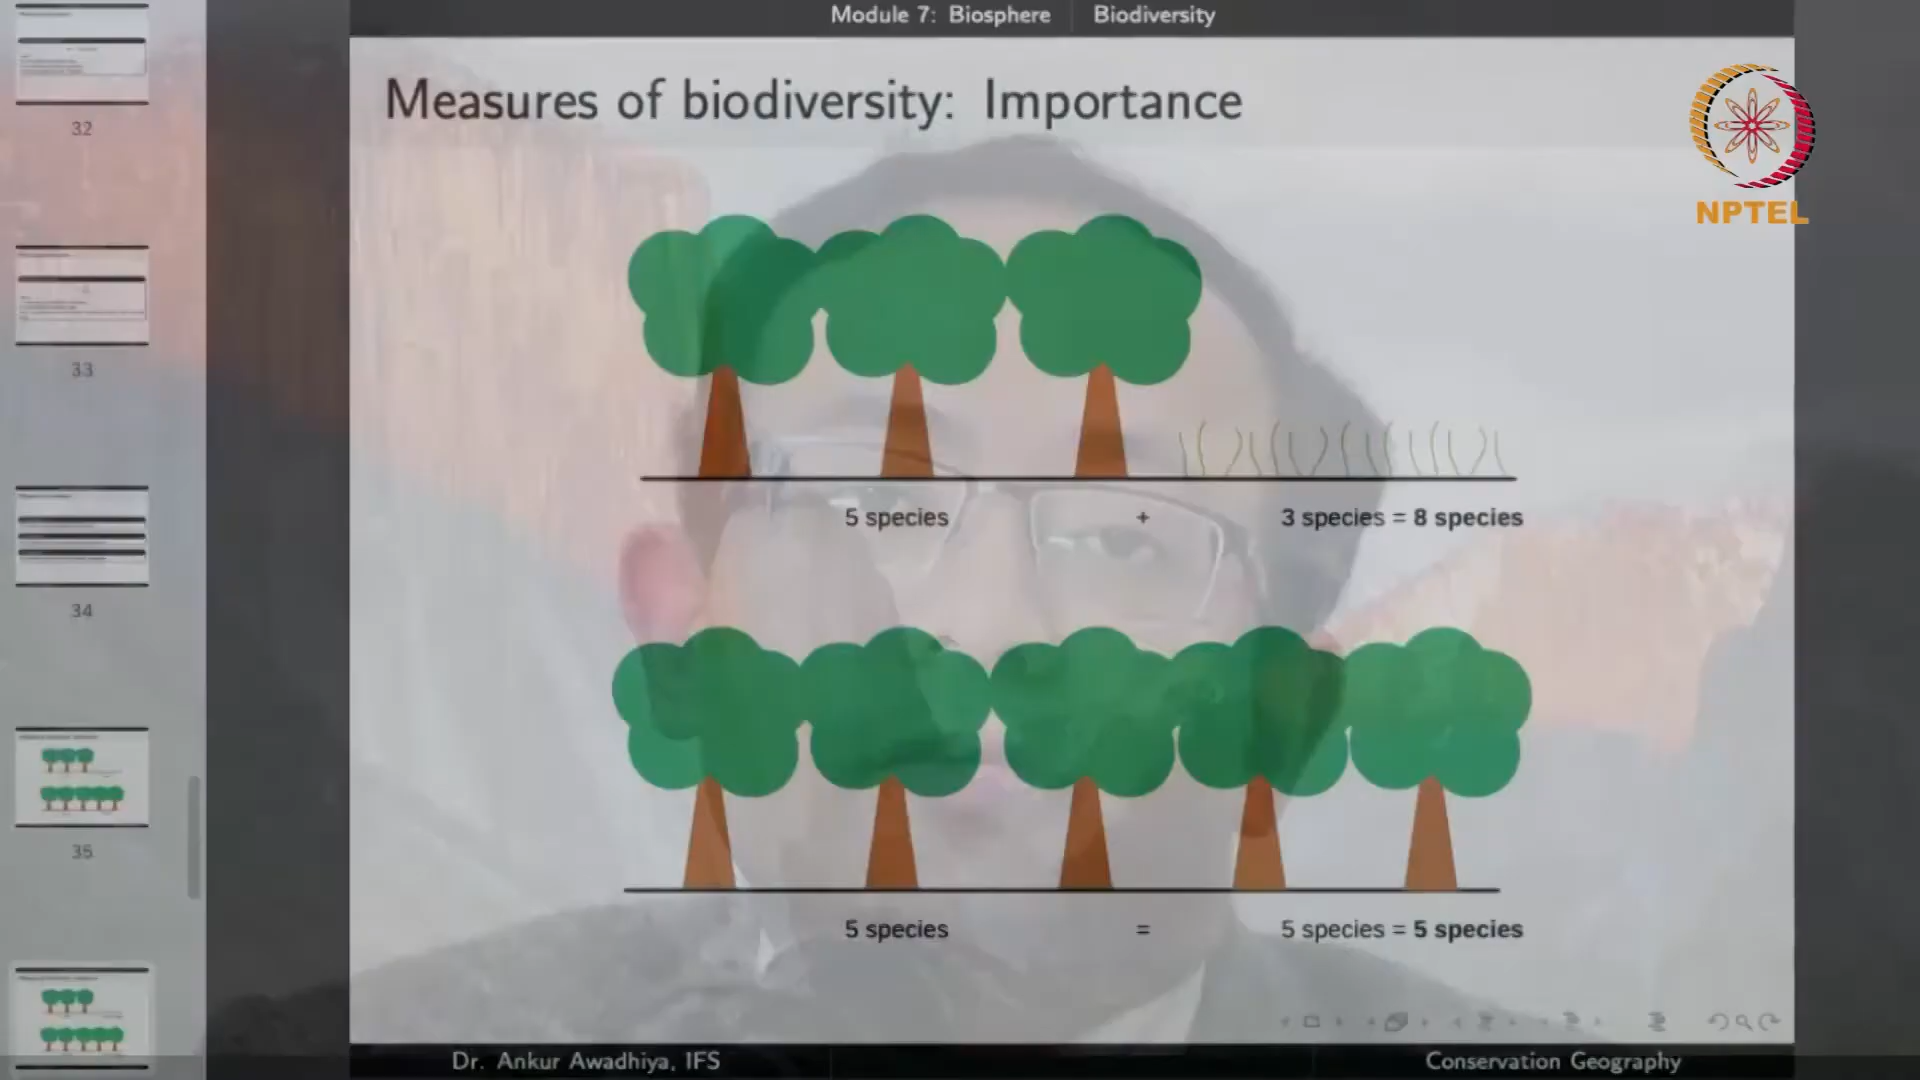 Module 7: Biosphere Biodiversity
Measures of biodiversity: Importance
NPTEL
32
33
34
35
5 species + 3 species = 8 species
5 species = 5 species = 5 species
Dr. Ankur Awadhiya, IFS Conservation Geography